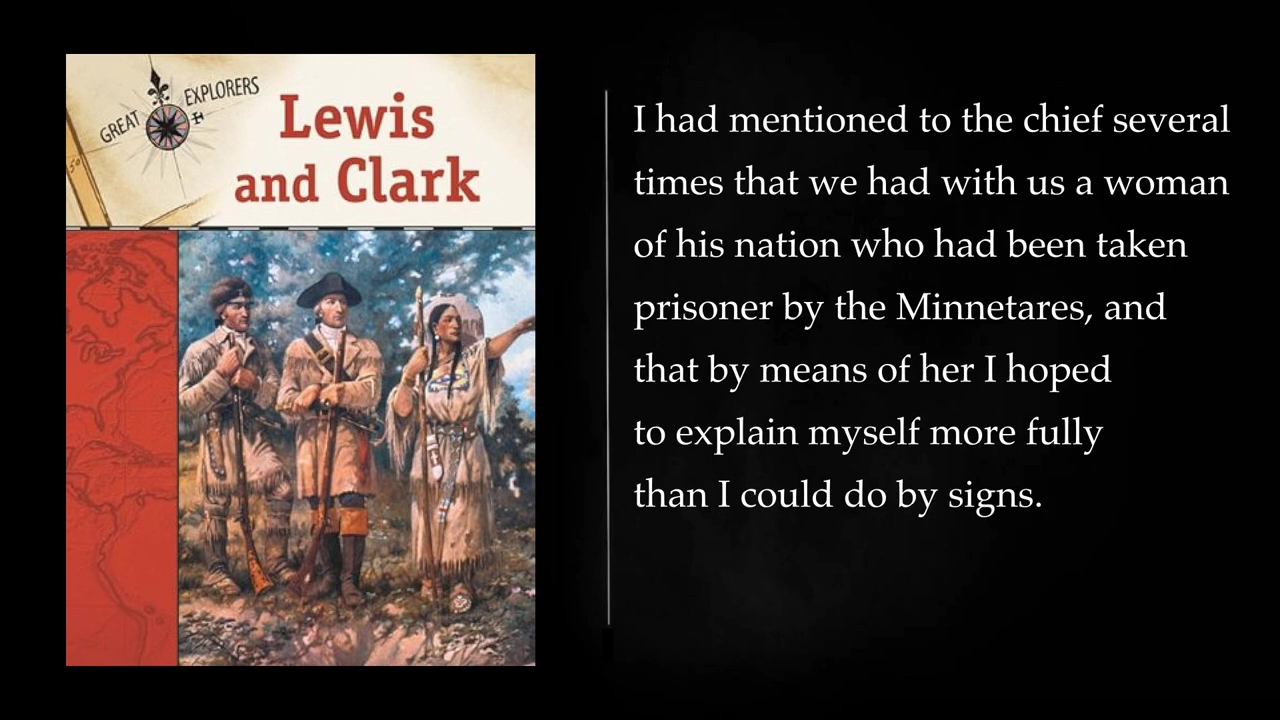 GREAT EXPLORERS
Lewis
and Clark
I had mentioned to the chief several
times that we had with us a woman
of his nation who had been taken
prisoner by the Minnetares, and
that by means of her I hoped
to explain myself more fully
than I could do by signs.